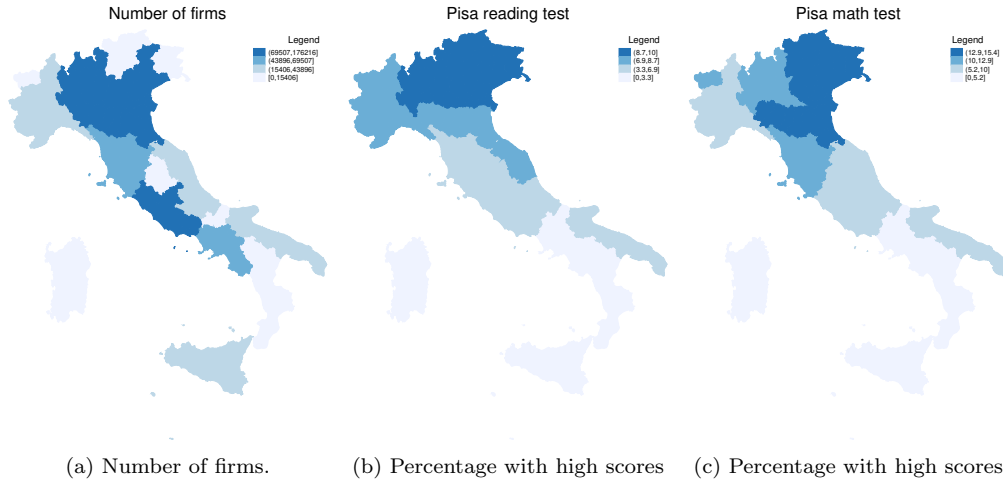 Number of firms
Legend
(69507,176216]
(43896,69507]
(15406,43896]
[0,15406]
Pisa reading test
Legend
(8.7,10]
(6.9,8.7]
(3.3,6.9]
[0,3.3]
Pisa math test
Legend
(12.9,15.4]
(10,12.9]
(5.2,10]
[0,5.2]
(a) Number of firms.
(b) Percentage with high scores
(c) Percentage with high scores